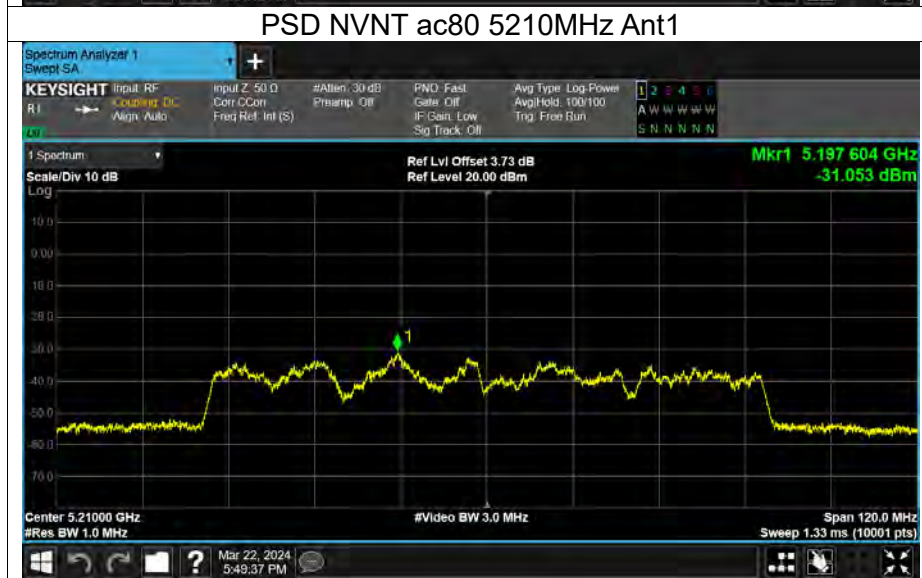 PSD NVNT ac80 5210MHz Ant1
Spectrum Analyzer 1
Swept SA
+
KEYSIGHT
Input: RF
Coupling: DC
Align: Auto
Input Z: 50 Ω
Corr CCorr
Freq Ref: Int (S)
#Atten: 30 dB
Preamp: Off
PNO: Fast
Gate: Off
IF Gain: Low
Sig Track: Off
Avg Type: Log-Power
Avg|Hold: 100/100
Trig: Free Run
1 2 3 4 5 6
A W W W W W
S N N N N N
1 Spectrum
Scale/Div 10 dB
Log
Ref Lvl Offset 3.73 dB
Ref Level 20.00 dBm
Mkr1 5.197 604 GHz
-31.053 dBm
10.0
0.00
-10.0
-20.0
-30.0
-40.0
-50.0
-60.0
-70.0
1
Center 5.21000 GHz
#Res BW 1.0 MHz
#Video BW 3.0 MHz
Span 120.0 MHz
Sweep 1.33 ms (10001 pts)
?
Mar 22, 2024
5:49:37 PM